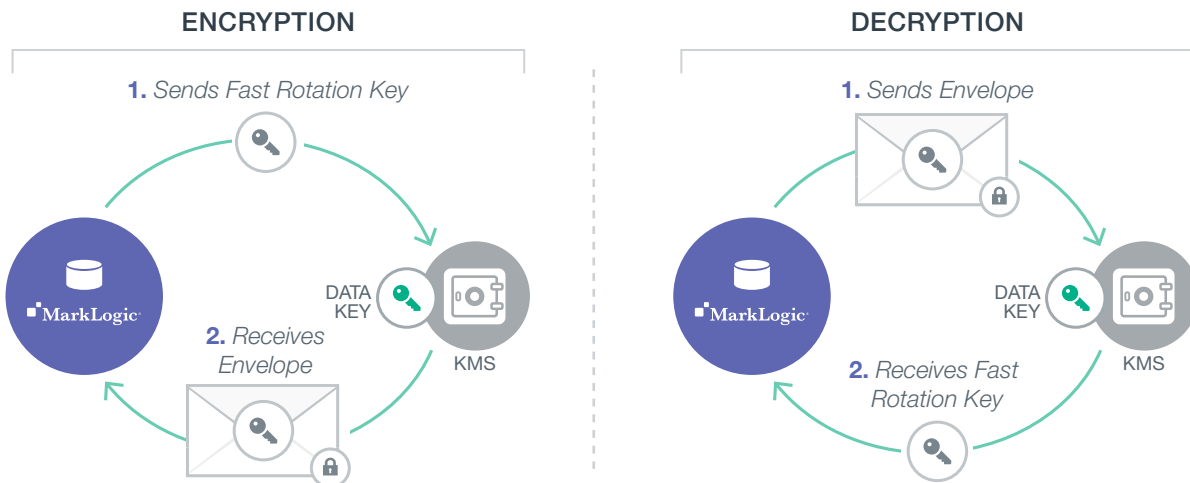 ENCRYPTION
1. Sends Fast Rotation Key
MarkLogic
DATA
KEY
KMS
2. Receives
Envelope
DECRYPTION
1. Sends Envelope
MarkLogic
DATA
KEY
KMS
2. Receives Fast
Rotation Key